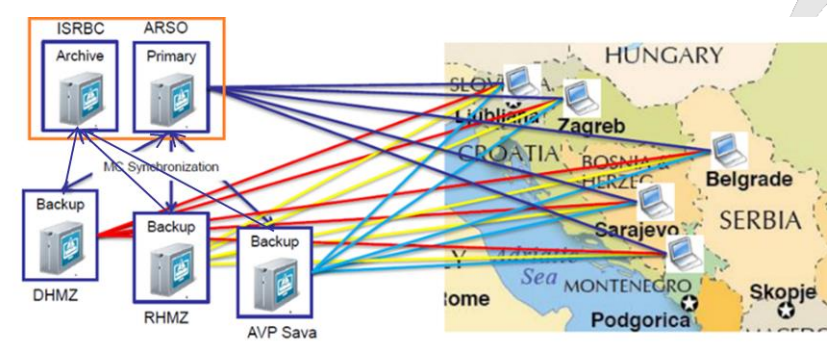 ISRBC
ARSO
Archive
Primary
MC Synchronization
Backup
DHMZ
Backup
RHMZ
Backup
AVP Sava
HUNGARY
Ljubljana
Zagreb
CROATIA
BOSNIA &
HERZEG
Belgrade
Sarajevo
SERBIA
Adriatic
Sea
MONTENEGRO
Skopje
Podgorica